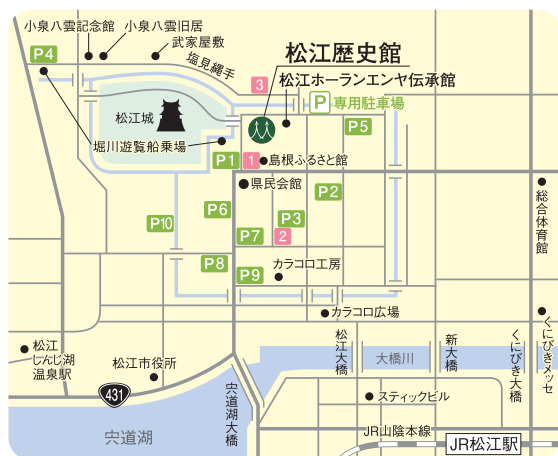 小泉八雲記念館
小泉八雲旧居
武家屋敷
塩見縄手
松江歴史館
松江ホーランエンヤ伝承館
P4
3
P 専用駐車場
松江城
P5
堀川遊覧船乗場
P1
1
島根ふるさと館
県民会館
P2
総合体育館
P6
P3
P10
P7
2
P8
カラコロ工房
P9
カラコロ広場
くにびきメッセ
松江しんじ湖温泉駅
松江市役所
松江大橋
大橋川
新大橋
くにびき大橋
431
宍道湖大橋
スティックビル
宍道湖
JR山陰本線
JR松江駅